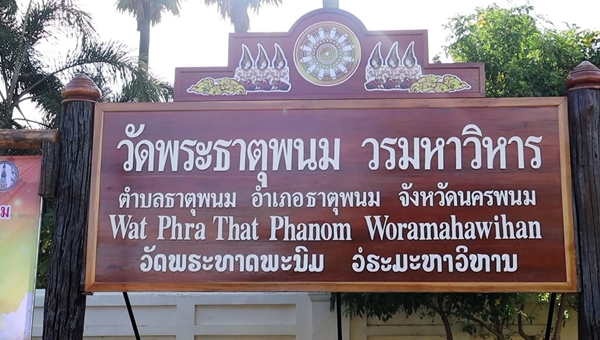 วัดพระธาตุพนม วรมหาวิหาร
ตำบลธาตุพนม อำเภอธาตุพนม จังหวัดนครพนม
Wat Phra That Phanom Woramahawihan
ວັດພຣະທາດພະນົມ ວໍຣະມະຫາວິຫານ